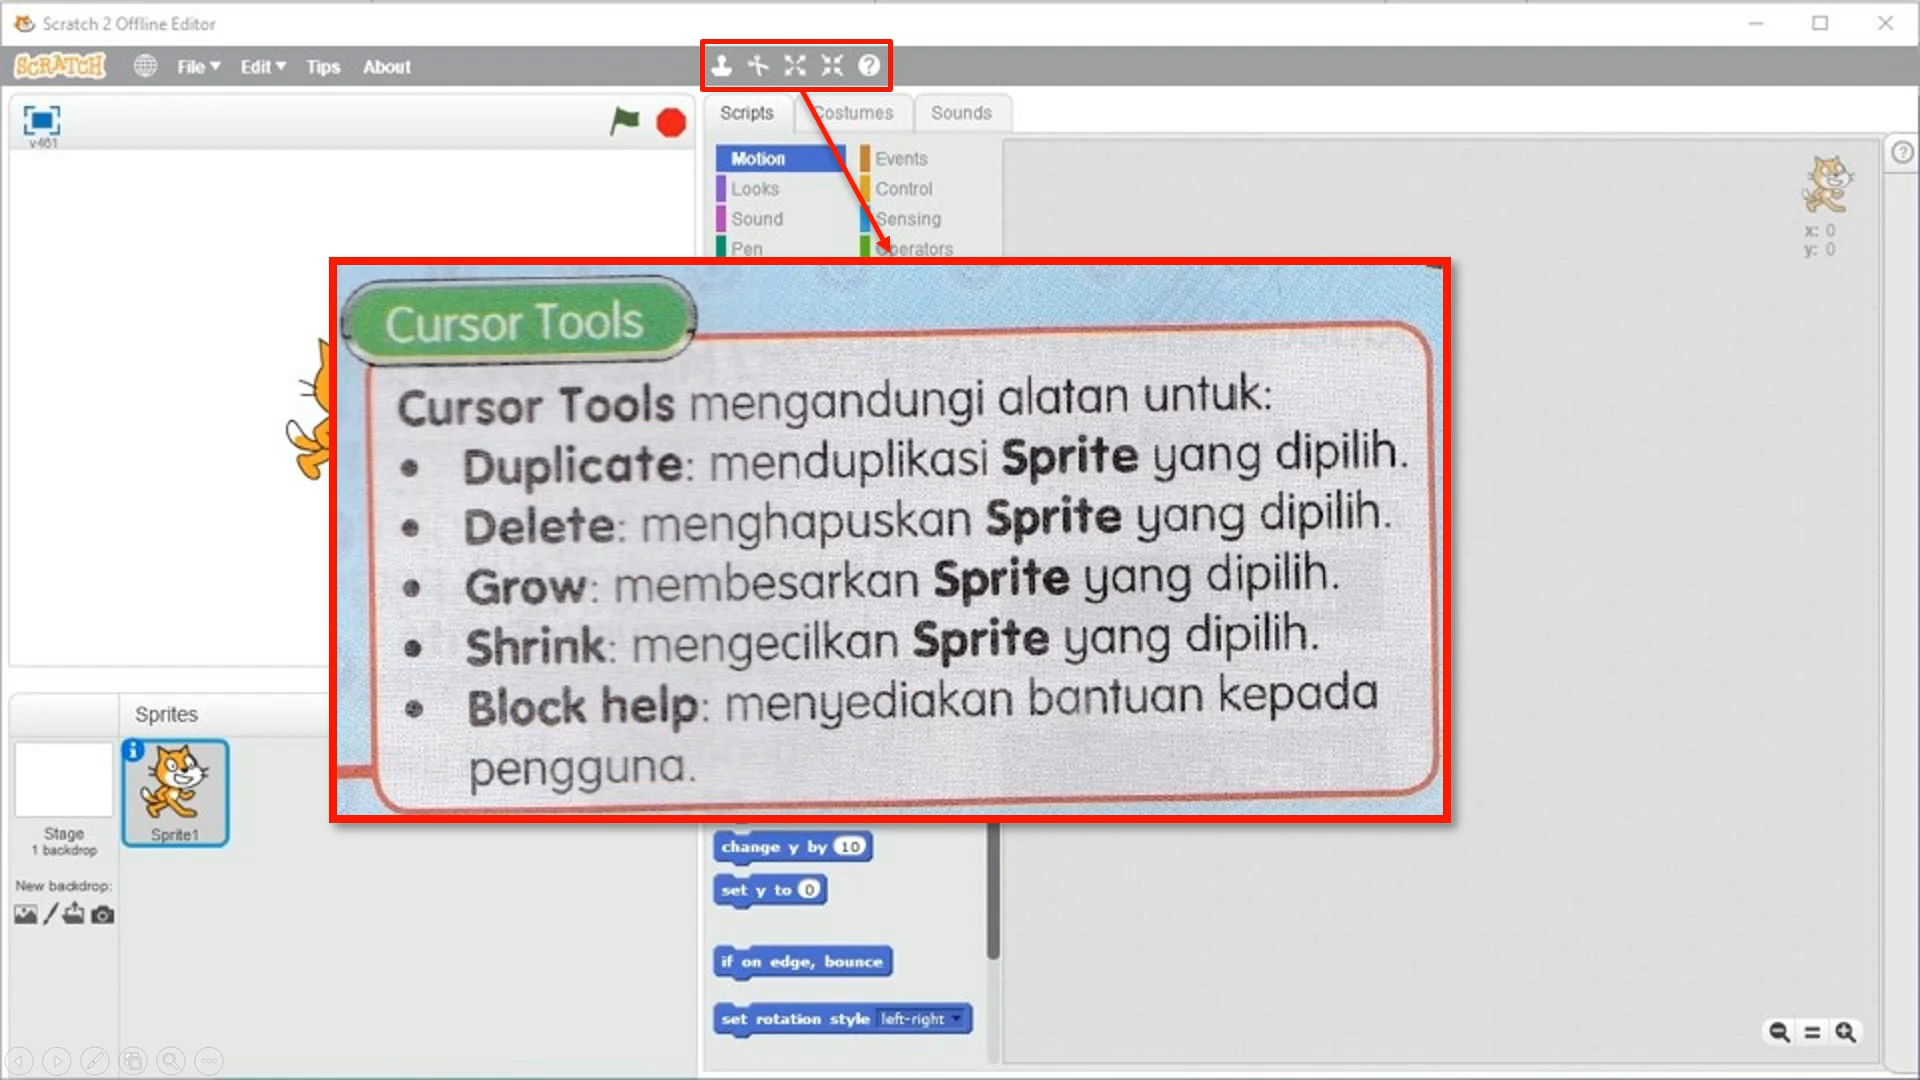 Scratch 2 Offline Editor
SCRATCH File Edit Tips About
v461
Scripts Costumes Sounds
Motion Events
Looks Control
Sound Sensing
Pen Operators
x: 0
y: 0
Cursor Tools
Cursor Tools mengandungi alatan untuk:
• Duplicate: menduplikasi Sprite yang dipilih.
• Delete: menghapuskan Sprite yang dipilih.
• Grow: membesarkan Sprite yang dipilih.
• Shrink: mengecilkan Sprite yang dipilih.
• Block help: menyediakan bantuan kepada
pengguna.
Sprites
Sprite1
Stage
1 backdrop
New backdrop:
change y by 10
set y to 0
if on edge, bounce
set rotation style left-right